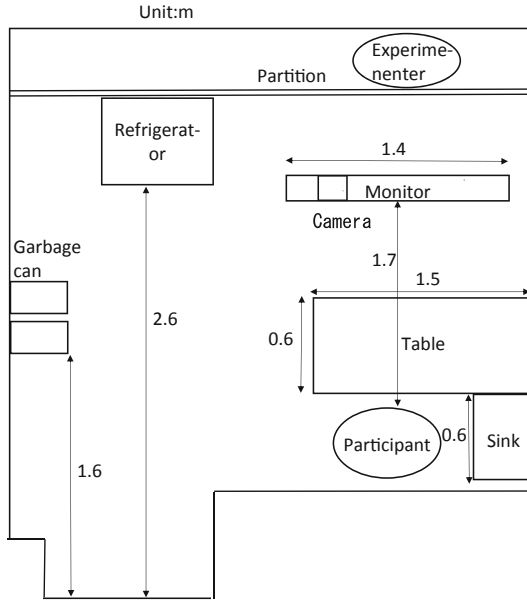 Unit:m
Experime-
nenter
Partition
Refrigerat-
or
1.4
Monitor
Camera
Garbage
can
1.7
1.5
2.6
0.6
Table
0.6
Participant
Sink
1.6